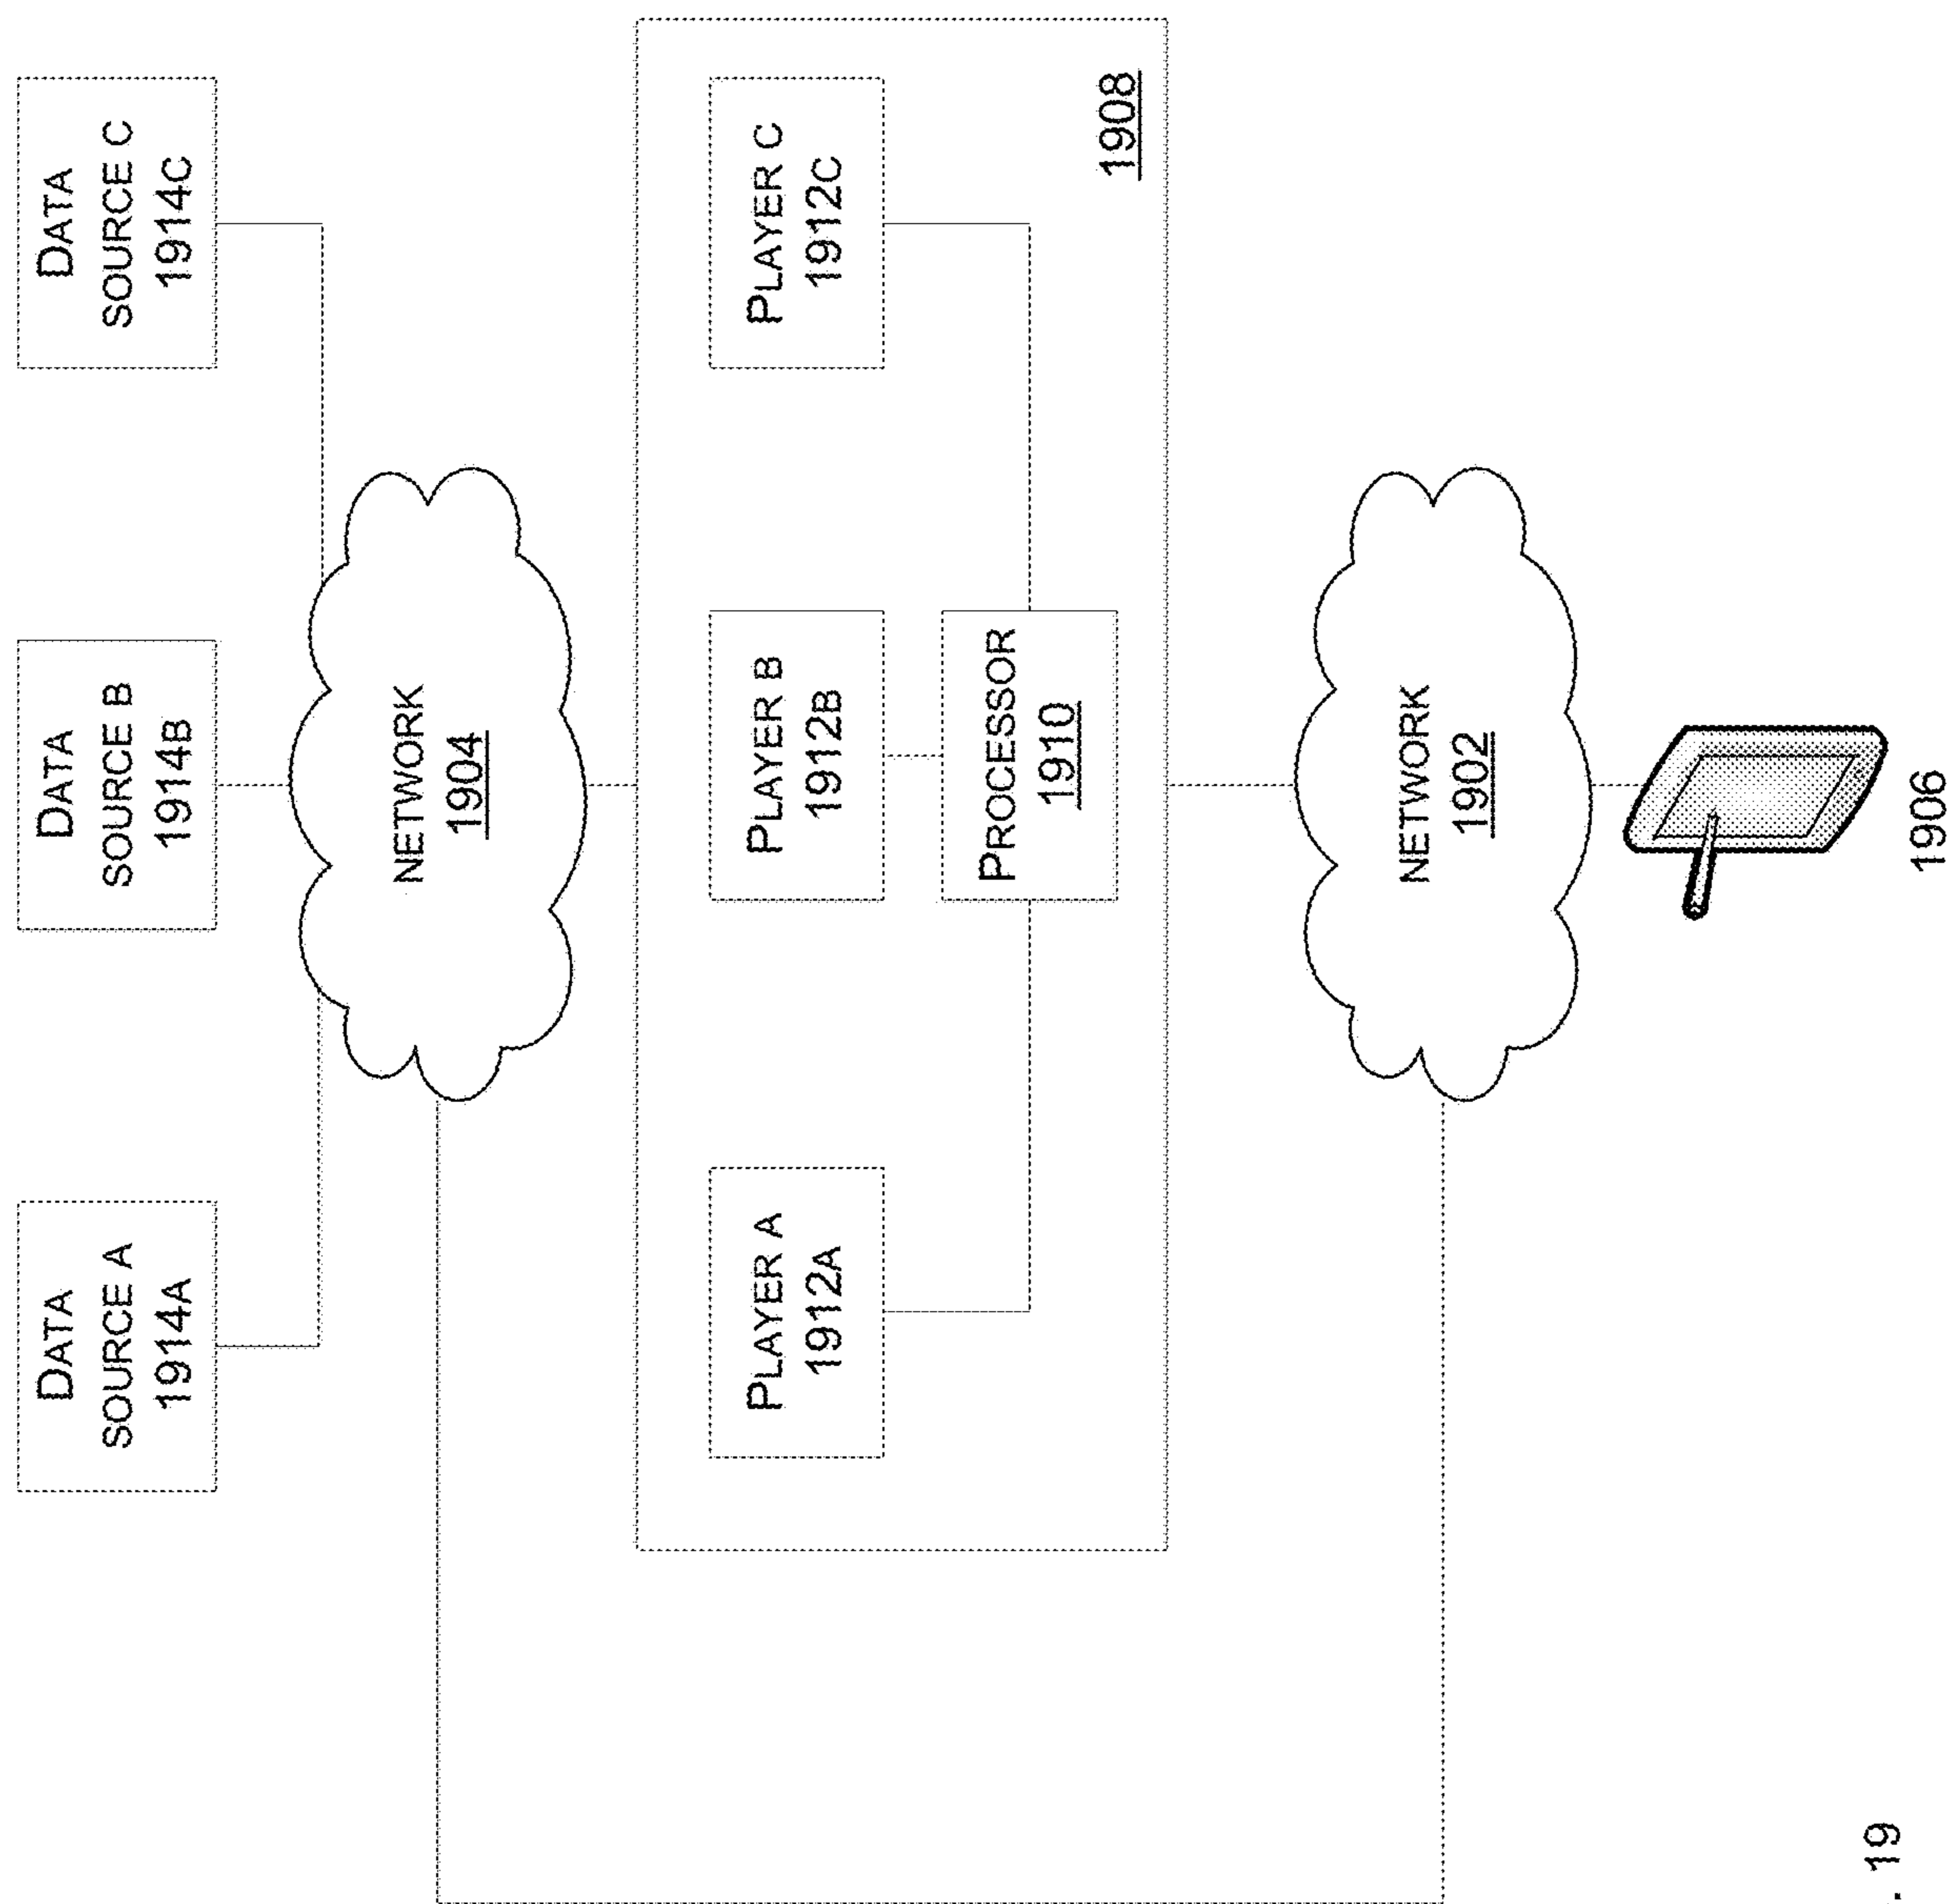 DATA
SOURCE A
1914A
DATA
SOURCE B
1914B
DATA
SOURCE C
1914C
NETWORK
1904
PLAYER A
1912A
PLAYER B
1912B
PLAYER C
1912C
PROCESSOR
1910
1908
NETWORK
1902
1906
. 19